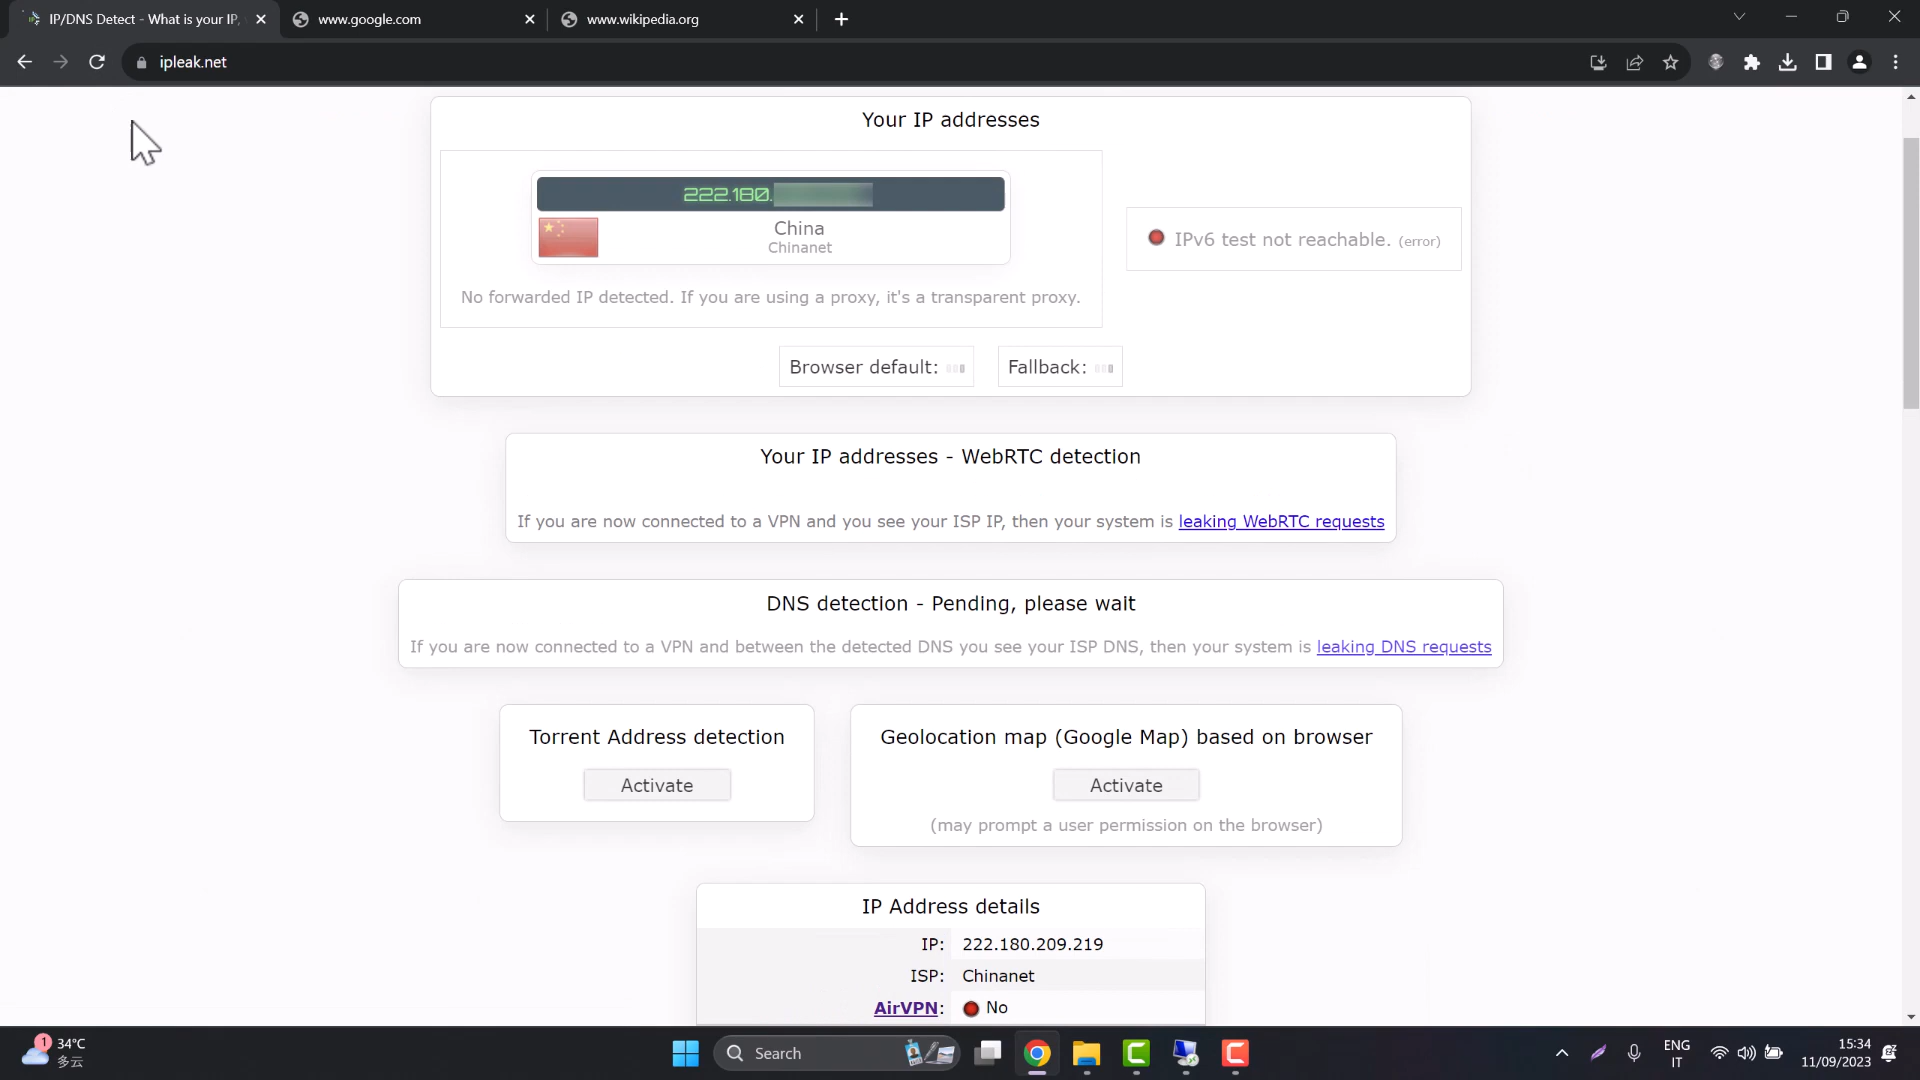 IP/DNS Detect - What is your IP,
www.google.com
www.wikipedia.org
ipleak.net
Your IP addresses
222.180.
China
Chinanet
No forwarded IP detected. If you are using a proxy, it's a transparent proxy.
IPv6 test not reachable. (error)
Browser default:
Fallback:
Your IP addresses - WebRTC detection
If you are now connected to a VPN and you see your ISP IP, then your system is leaking WebRTC requests
DNS detection - Pending, please wait
If you are now connected to a VPN and between the detected DNS you see your ISP DNS, then your system is leaking DNS requests
Torrent Address detection
Activate
Geolocation map (Google Map) based on browser
Activate
(may prompt a user permission on the browser)
IP Address details
IP: 222.180.209.219
ISP: Chinanet
AirVPN: No
1
34°C
多云
Search
ENG
IT
15:34
11/09/2023